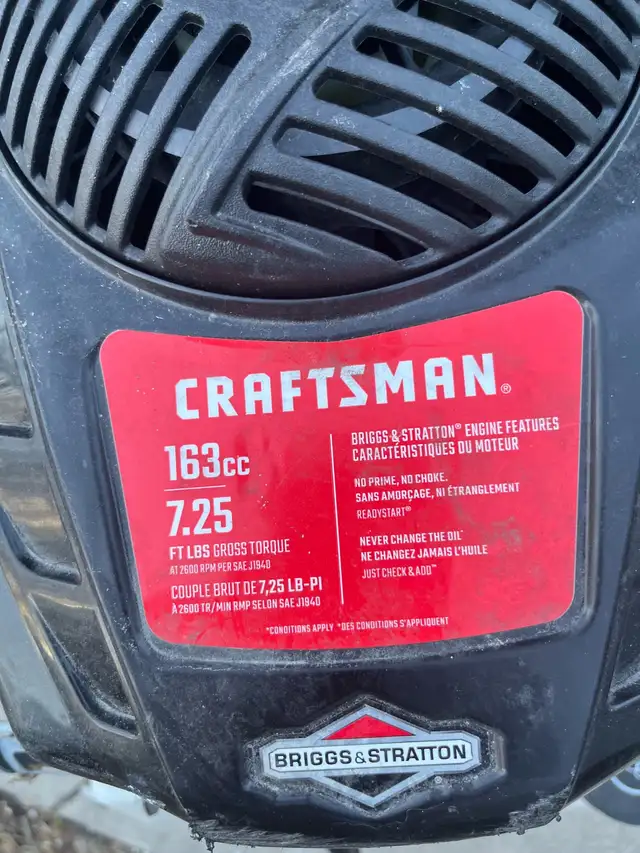 CRAFTSMAN®
163cc
7.25
FT LBS GROSS TORQUE
AT 2600 RPM PER SAE J1940
COUPLE BRUT DE 7,25 LB-PI
À 2600 TR/MIN RMP SELON SAE J1940
BRIGGS & STRATTON® ENGINE FEATURES
CARACTÉRISTIQUES DU MOTEUR
NO PRIME, NO CHOKE.
SANS AMORÇAGE, NI ÉTRANGLEMENT
READYSTART®
NEVER CHANGE THE OIL™
NE CHANGEZ JAMAIS L'HUILE
JUST CHECK & ADD™
*CONDITIONS APPLY *DES CONDITIONS S'APPLIQUENT
BRIGGS & STRATTON